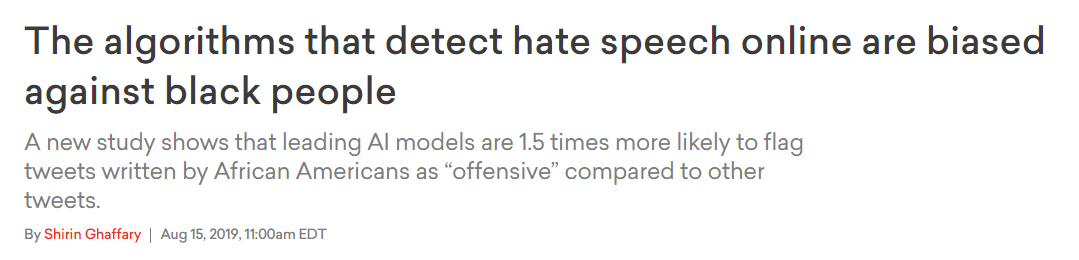 The algorithms that detect hate speech online are biased
against black people
A new study shows that leading AI models are 1.5 times more likely to flag
tweets written by African Americans as “offensive” compared to other
tweets.
By Shirin Ghaffary | Aug 15, 2019, 11:00am EDT